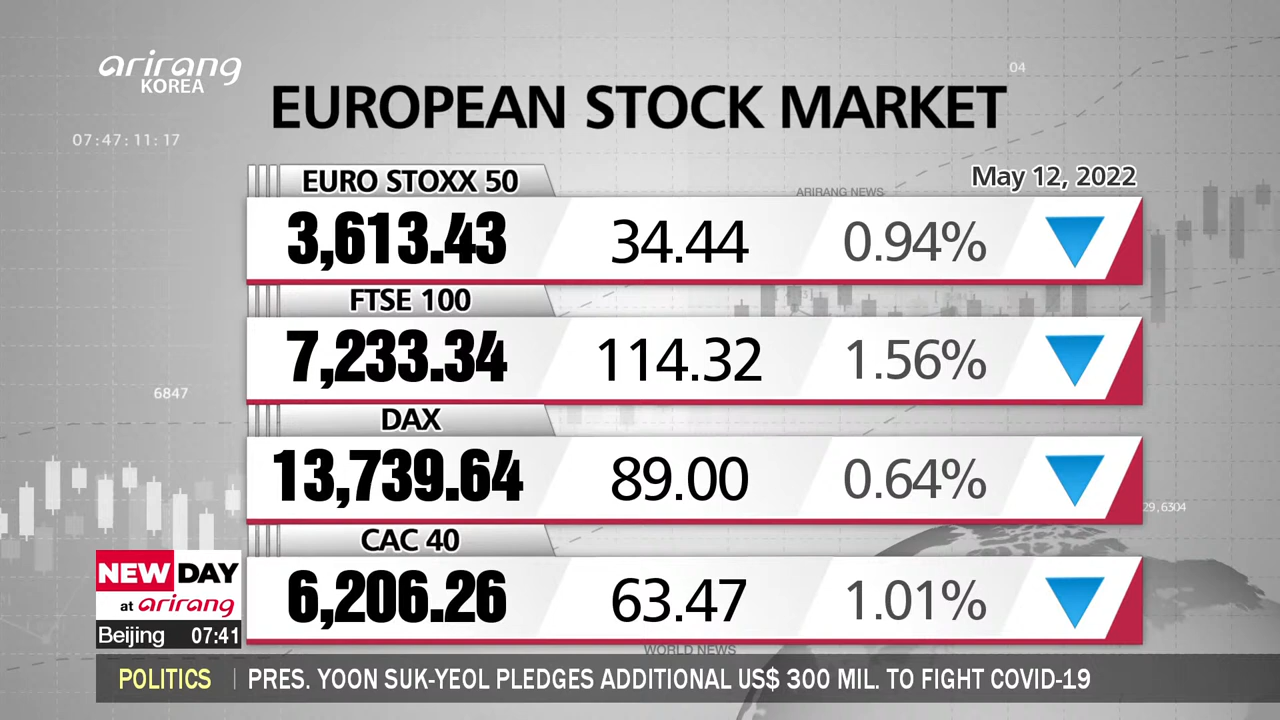 arirang
KOREA
EUROPEAN STOCK MARKET
04
07:47:11:17
May 12, 2022
ARIRANG NEWS
EURO STOXX 50
3,613.43 34.44 0.94%
FTSE 100
7,233.34 114.32 1.56%
6847
DAX
13,739.64 89.00 0.64%
29,6304
CAC 40
6,206.26 63.47 1.01%
NEW DAY
at arirang
Beijing 07:41
WORLD NEWS
POLITICS | PRES. YOON SUK-YEOL PLEDGES ADDITIONAL US$ 300 MIL. TO FIGHT COVID-19